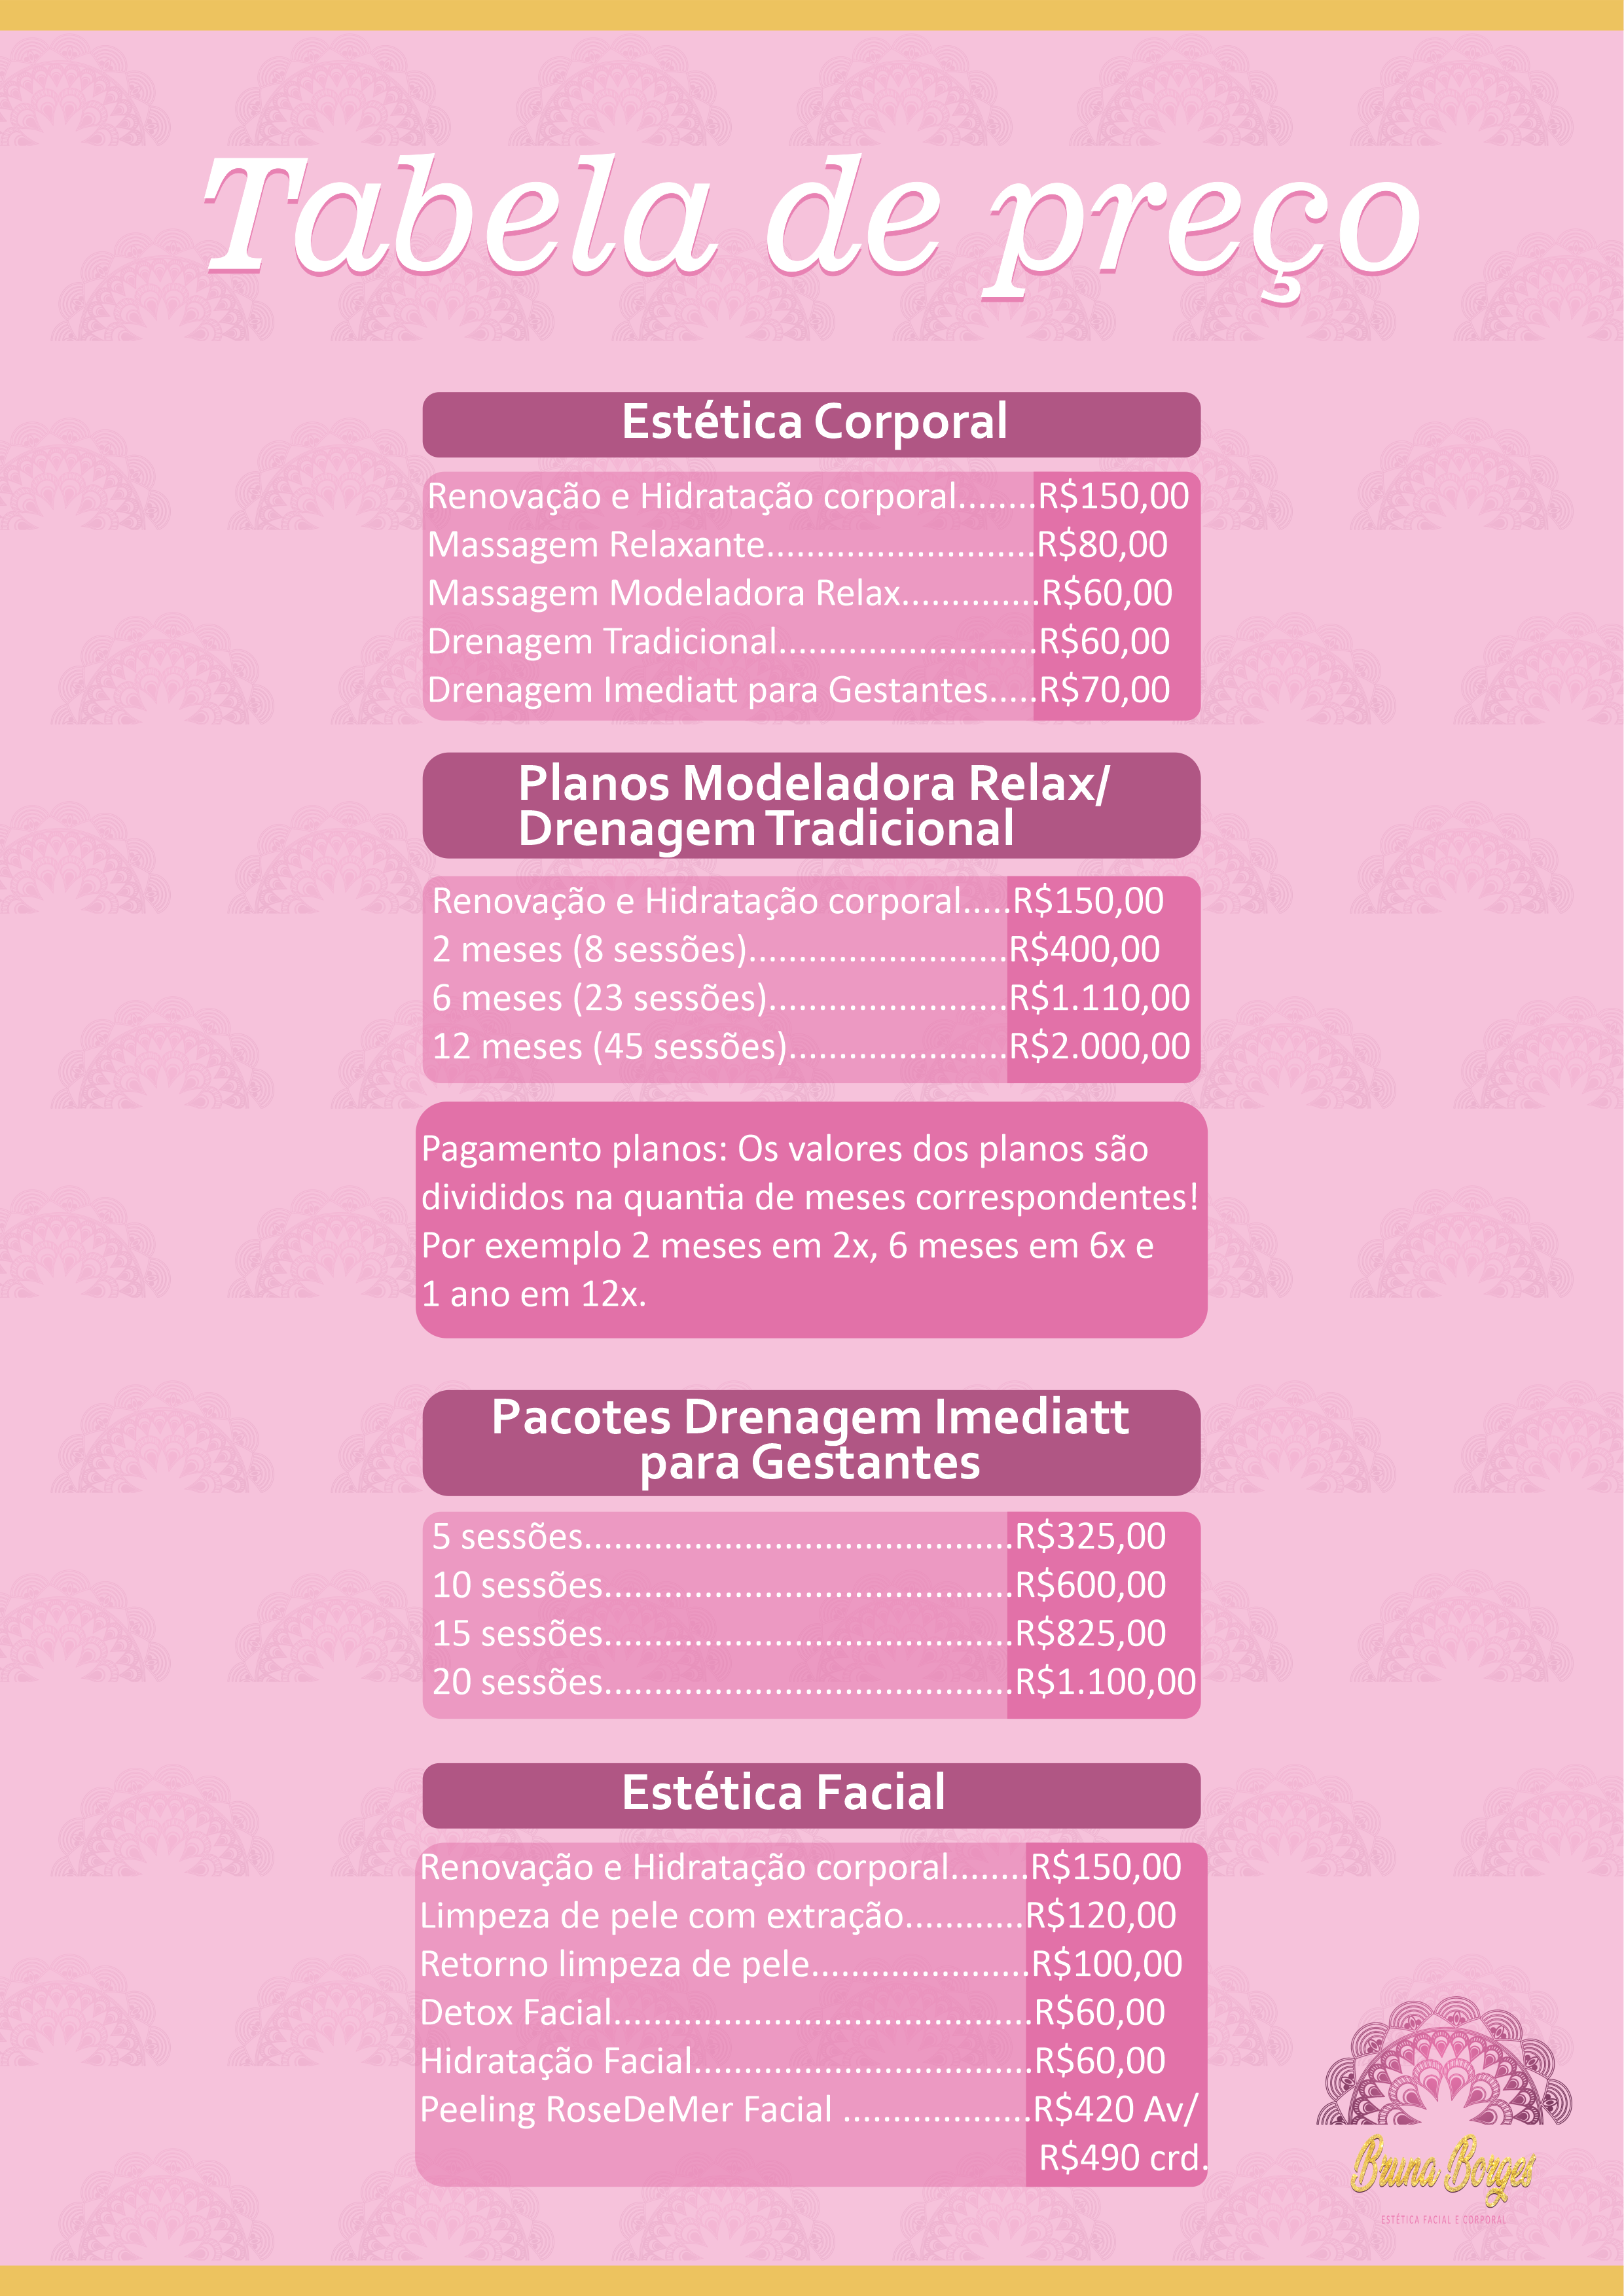 Tabela de preço
Estética Corporal
Renovação e Hidratação corporal........R$150,00
Massagem Relaxante...........................R$80,00
Massagem Modeladora Relax..............R$60,00
Drenagem Tradicional..........................R$60,00
Drenagem Imediatt para Gestantes.....R$70,00
Planos Modeladora Relax/
Drenagem Tradicional
Renovação e Hidratação corporal.....R$150,00
2 meses (8 sessões)..........................R$400,00
6 meses (23 sessões)........................R$1.110,00
12 meses (45 sessões)......................R$2.000,00
Pagamento planos: Os valores dos planos são
divididos na quantia de meses correspondentes!
Por exemplo 2 meses em 2x, 6 meses em 6x e
1 ano em 12x.
Pacotes Drenagem Imediatt
para Gestantes
5 sessões...........................................R$325,00
10 sessões.........................................R$600,00
15 sessões.........................................R$825,00
20 sessões.........................................R$1.100,00
Estética Facial
Renovação e Hidratação corporal........R$150,00
Limpeza de pele com extração............R$120,00
Retorno limpeza de pele......................R$100,00
Detox Facial..........................................R$60,00
Hidratação Facial..................................R$60,00
Peeling RoseDeMer Facial ...................R$420 Av/
R$490 crd.
Bruna Borges
ESTÉTICA FACIAL E CORPORAL